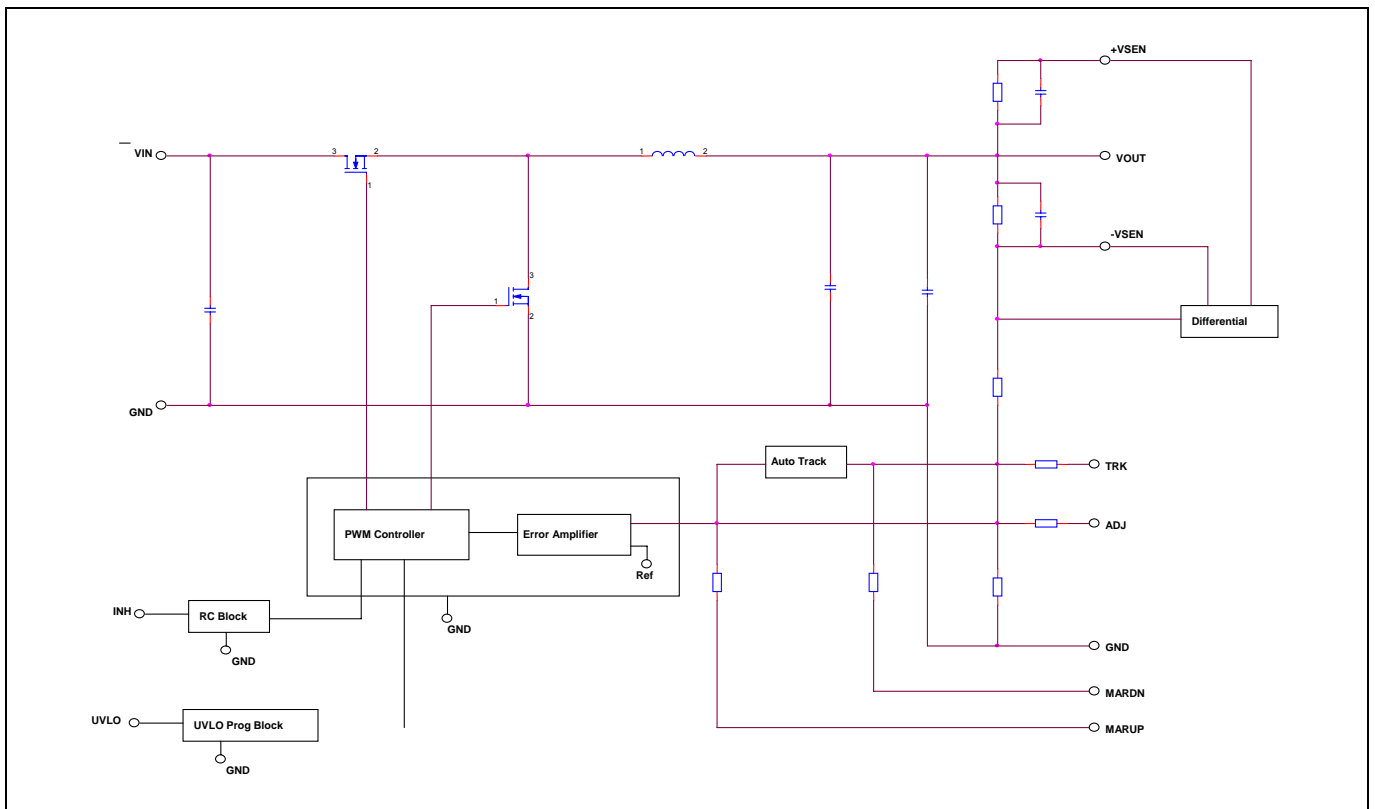 +VSEN
VIN
3
2
1
1
2
VOUT
-VSEN
3
1
2
Differential
GND
Auto Track
TRK
PWM Controller
Error Amplifier
ADJ
Ref
INH
RC Block
GND
GND
GND
MARDN
UVLO
UVLO Prog Block
MARUP
GND